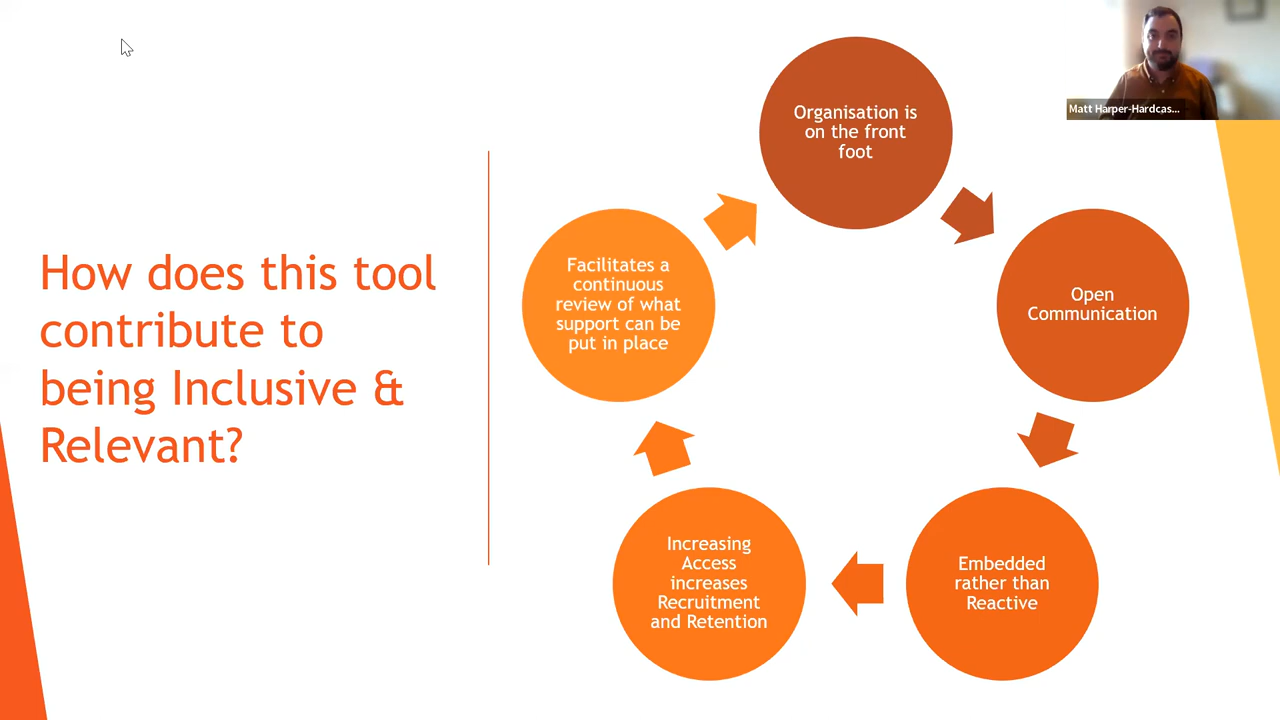 How does this tool
contribute to
being Inclusive &
Relevant?
Organisation is
on the front
foot
Open
Communication
Embedded
rather than
Reactive
Increasing
Access
increases
Recruitment
and Retention
Facilitates a
continuous
review of what
support can be
put in place
Matt Harper-Hardcas...